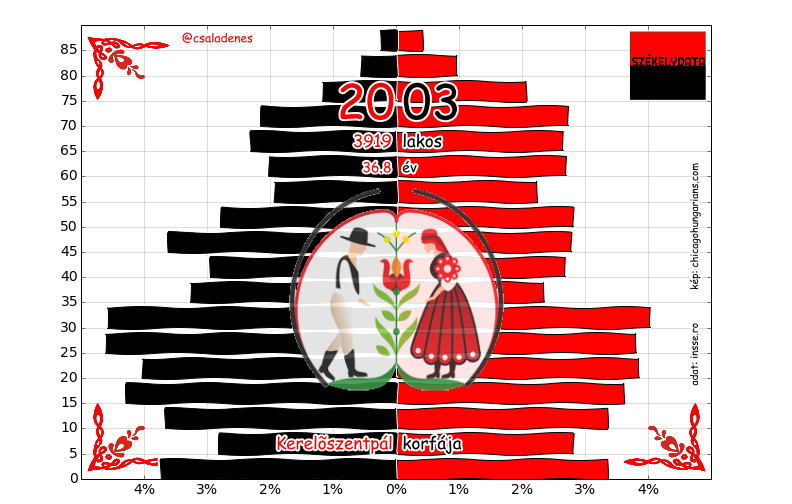 @csaladenes
SZÉKELYDATA
2003
3919 lakos
36.8 év
kép: chicagohungarians.com
adat: insse.ro
Kerelőszentpál korfája
85
80
75
70
65
60
55
50
45
40
35
30
25
20
15
10
5
0
4% 3% 2% 1% 0% 1% 2% 3% 4%